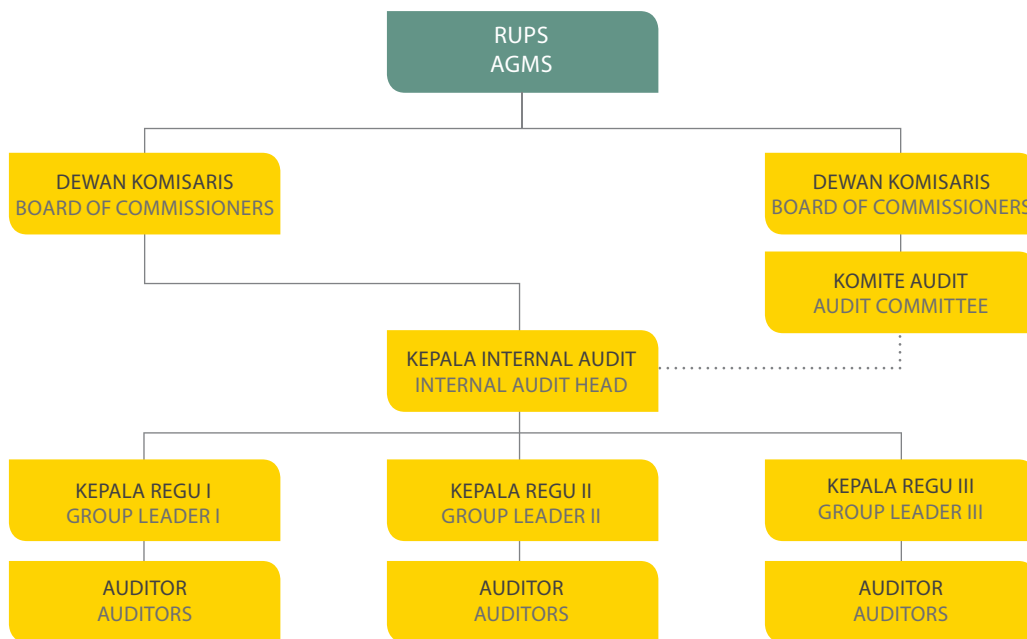 RUPS
AGMS
DEWAN KOMISARIS
BOARD OF COMMISSIONERS
DEWAN KOMISARIS
BOARD OF COMMISSIONERS
KOMITE AUDIT
AUDIT COMMITTEE
KEPALA INTERNAL AUDIT
INTERNAL AUDIT HEAD
KEPALA REGU I
GROUP LEADER I
KEPALA REGU II
GROUP LEADER II
KEPALA REGU III
GROUP LEADER III
AUDITOR
AUDITORS
AUDITOR
AUDITORS
AUDITOR
AUDITORS